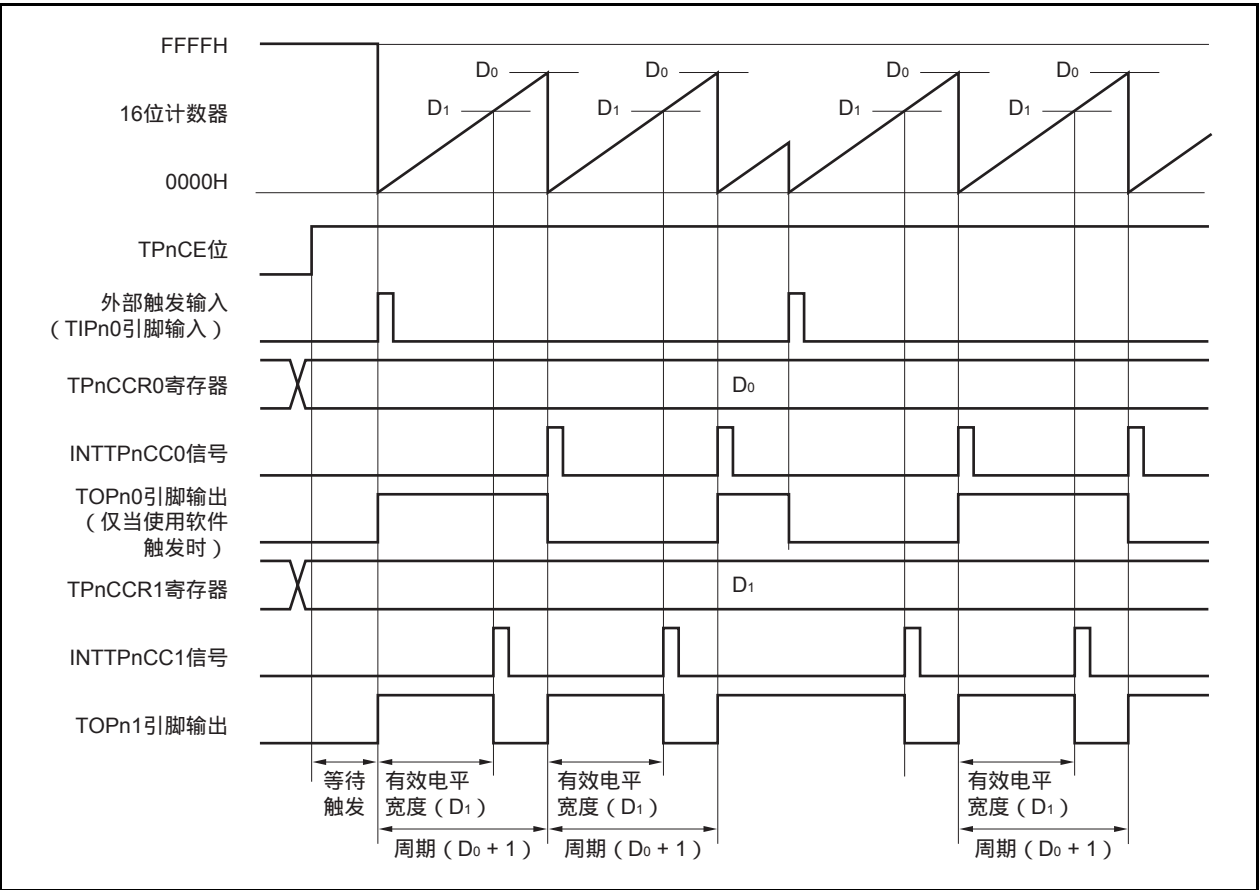 FFFFH
D0
D0
D0
D0
16位计数器
D1
D1
D1
D1
0000H
TPnCE位
外部触发输入
（TIPn0引脚输入）
TPnCCR0寄存器
D0
INTTPnCC0信号
TOPn0引脚输出
（仅当使用软件
触发时）
TPnCCR1寄存器
D1
INTTPnCC1信号
TOPn1引脚输出
等待
触发
有效电平
宽度（D1）
有效电平
宽度（D1）
有效电平
宽度（D1）
周期（D0 + 1）
周期（D0 + 1）
周期（D0 + 1）